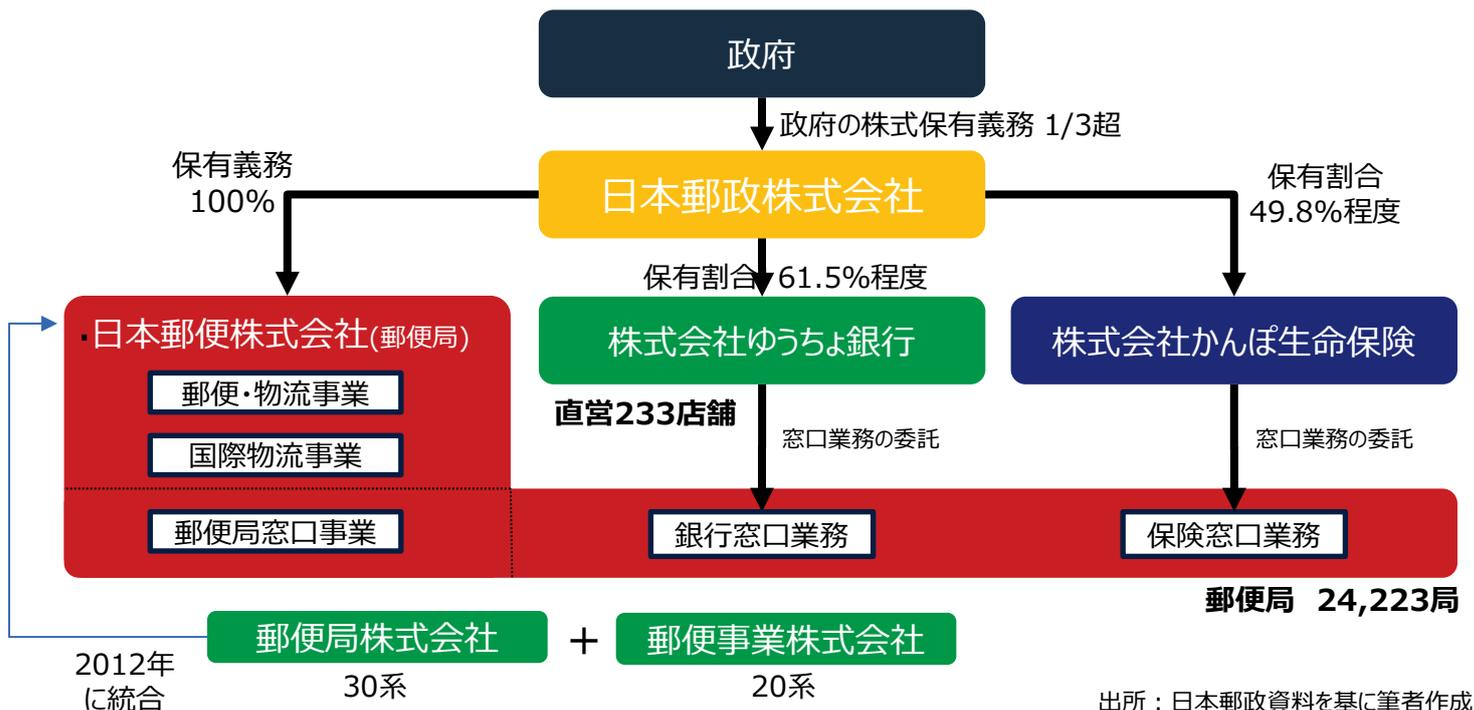 政府
政府の株式保有義務 1/3超
保有義務
100%
日本郵政株式会社
保有割合
49.8%程度
保有割合 61.5%程度
・日本郵便株式会社(郵便局)
株式会社ゆうちょ銀行
株式会社かんぽ生命保険
郵便・物流事業
直営233店舗
国際物流事業
窓口業務の委託
窓口業務の委託
郵便局窓口事業
銀行窓口業務
保険窓口業務
郵便局 24,223局
郵便局株式会社
+
郵便事業株式会社
2012年
に統合
30系
20系
出所：日本郵政資料を基に筆者作成